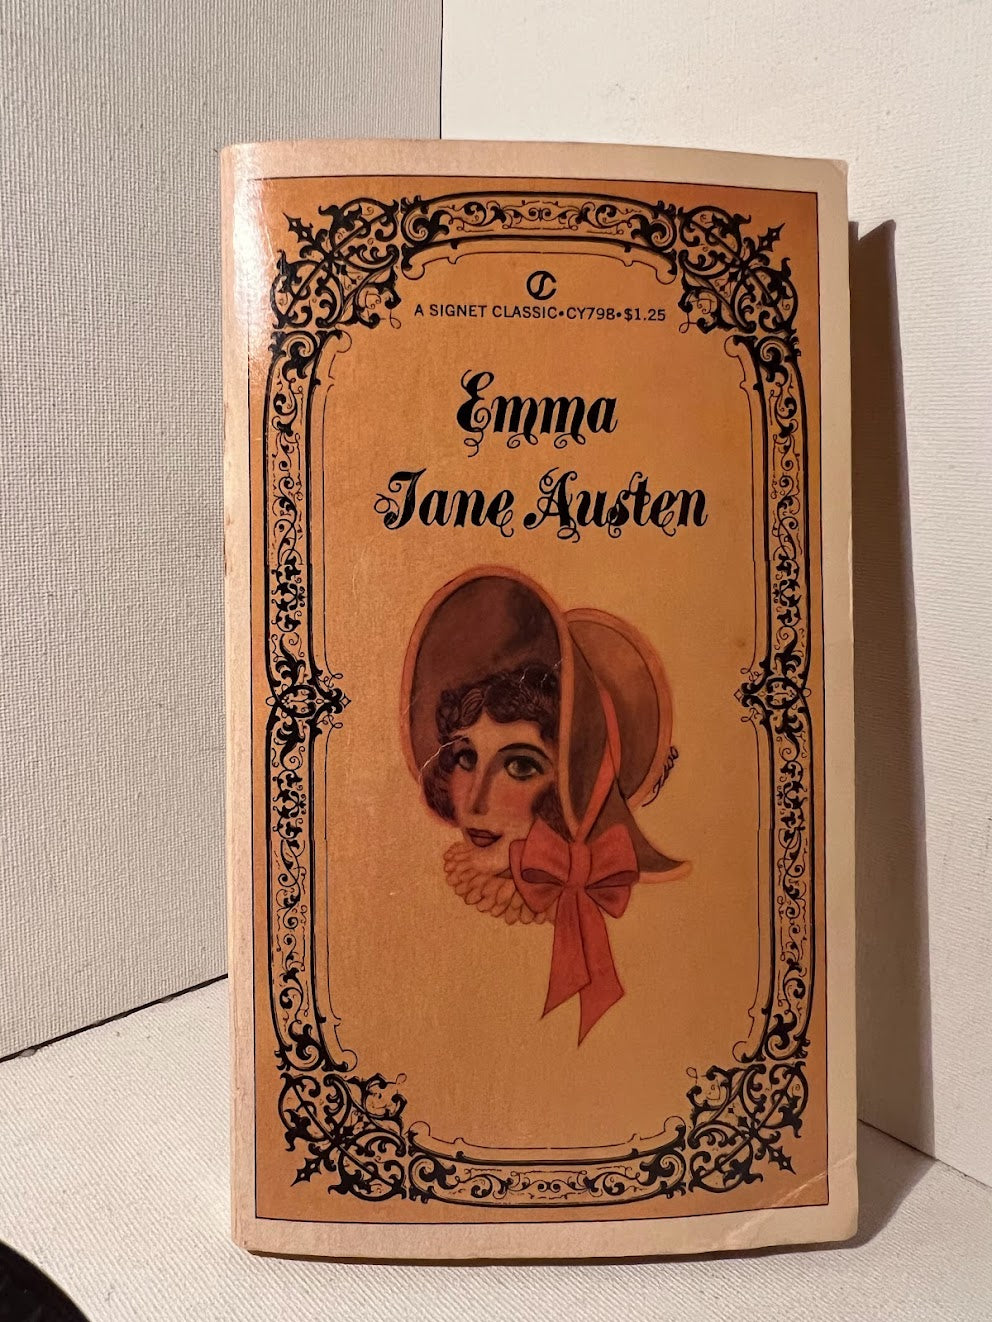 A SIGNET CLASSIC•CY798•$1.25
Emma
Jane Austen